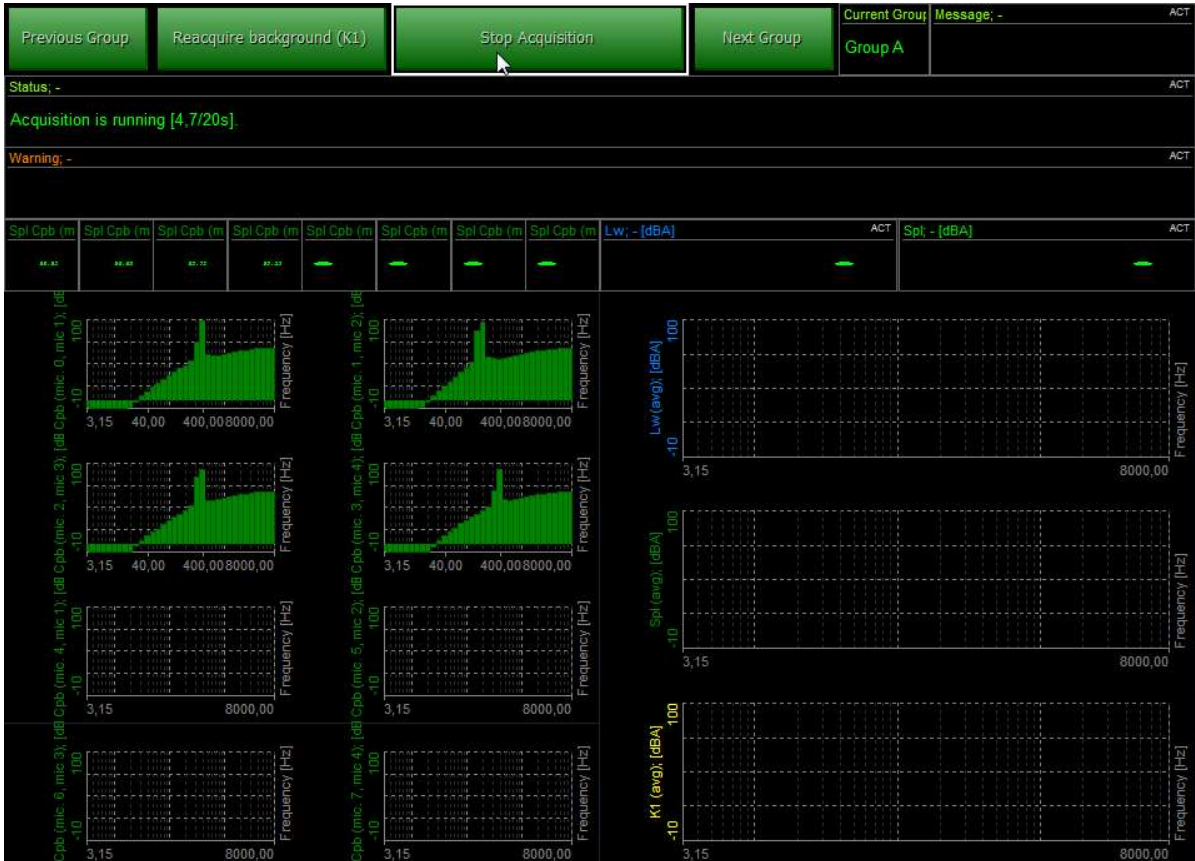 Previous Group
Reacquire background (K1)
Stop Acquisition
Next Group
Current Group
Group A
Message; -
ACT
Status; -
ACT
Acquisition is running [4,7/20s].
Warning; -
ACT
Spl Cpb (m
Spl Cpb (m
Spl Cpb (m
Spl Cpb (m
Spl Cpb (m
Spl Cpb (m
Spl Cpb (m
Spl Cpb (m
Lw; - [dBA]
ACT
Spl; - [dBA]
ACT
Cpb (mic. 0, mic 1); [dB
100
-10
3,15
40,00
400,00
8000,00
Frequency [Hz]
Cpb (mic. 1, mic 2); [dB
100
-10
3,15
40,00
400,00
8000,00
Frequency [Hz]
Lw (avg); [dBA]
100
-10
3,15
8000,00
Frequency [Hz]
Cpb (mic. 2, mic 3); [dB
100
-10
3,15
40,00
400,00
8000,00
Frequency [Hz]
Cpb (mic. 3, mic 4); [dB
100
-10
3,15
40,00
400,00
8000,00
Frequency [Hz]
Spl (avg); [dBA]
100
-10
3,15
8000,00
Frequency [Hz]
Cpb (mic. 4, mic 1); [dB
100
-10
3,15
8000,00
Frequency [Hz]
Cpb (mic. 5, mic 2); [dB
100
-10
3,15
8000,00
Frequency [Hz]
K1 (avg); [dBA]
100
-10
3,15
8000,00
Frequency [Hz]
Cpb (mic. 6, mic 3); [dB
100
-10
3,15
8000,00
Frequency [Hz]
Cpb (mic. 7, mic 4); [dB
100
-10
3,15
8000,00
Frequency [Hz]